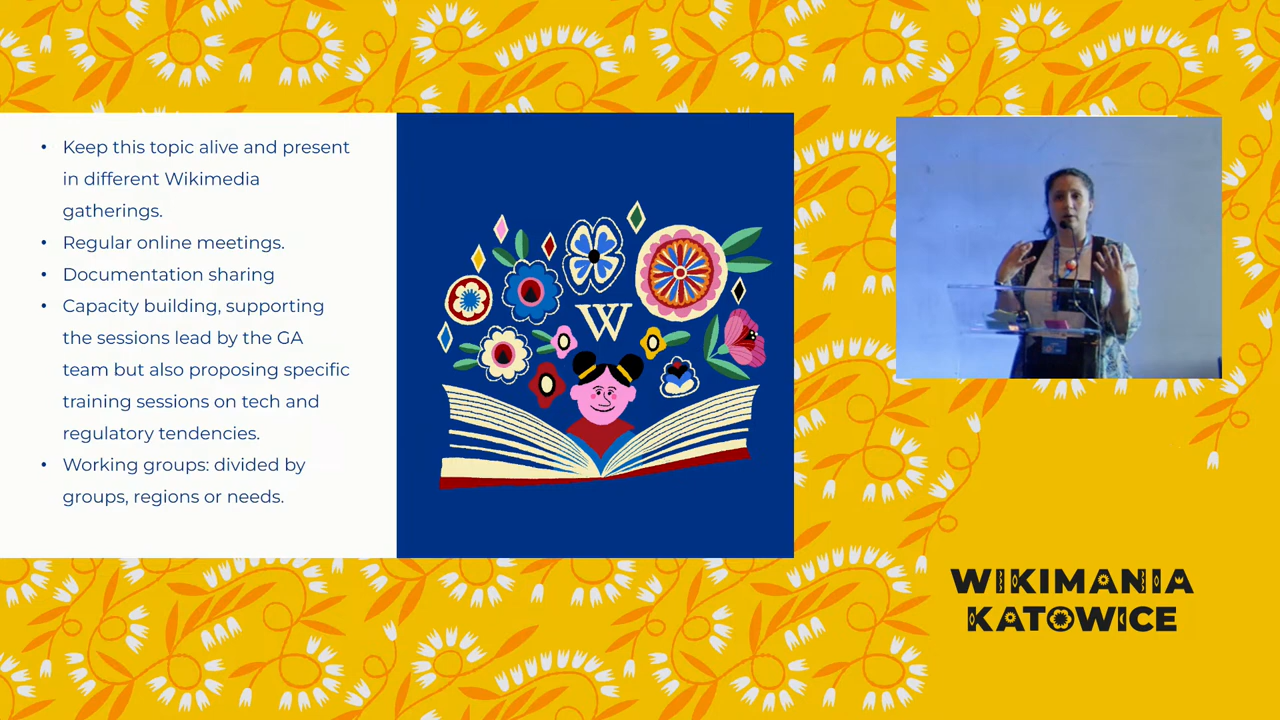 • Keep this topic alive and present
in different Wikimedia
gatherings.
• Regular online meetings.
• Documentation sharing
• Capacity building, supporting
the sessions lead by the GA
team but also proposing specific
training sessions on tech and
regulatory tendencies.
• Working groups: divided by
groups, regions or needs.
W
WIKIMANIA
KATOWICE